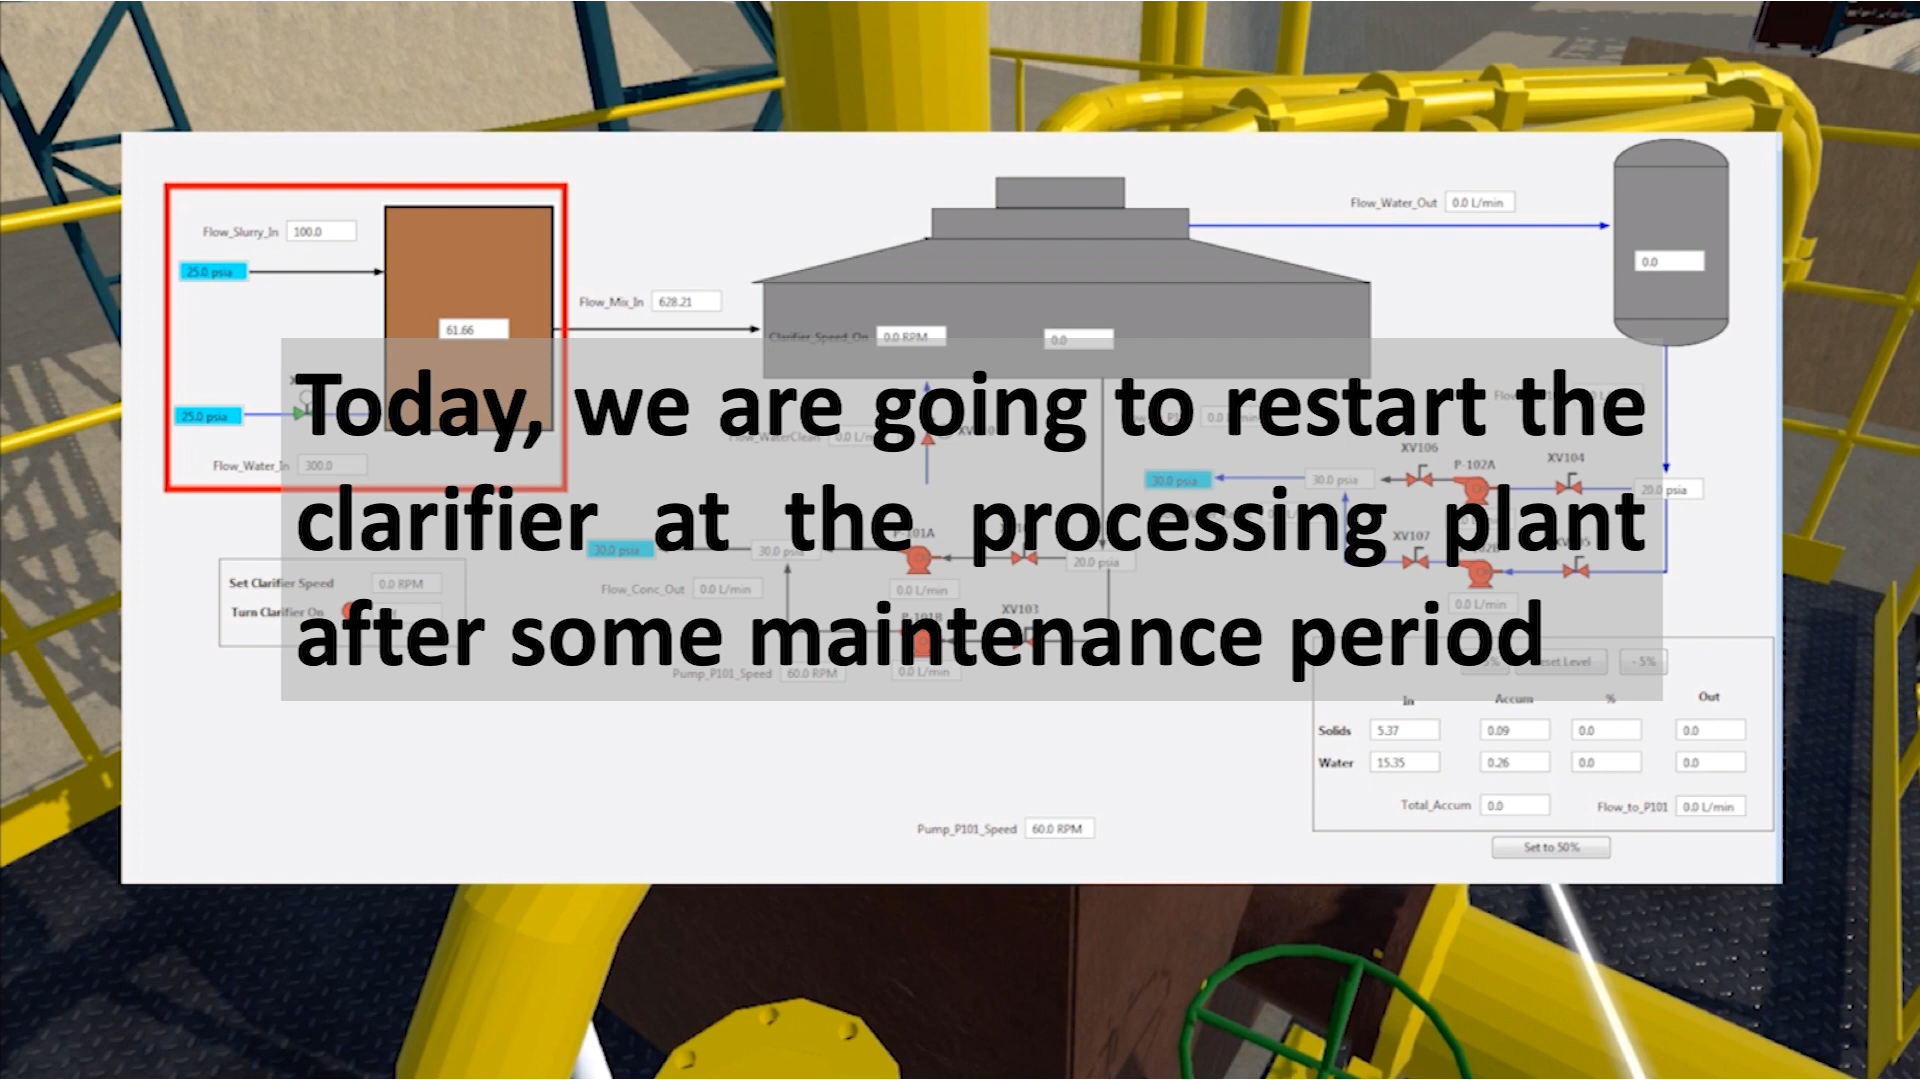 Flow_Water_Out 0.0 L/min
Flow_Slurry_In 100.0
25.0 psia
0.0
Flow_Mix_In 628.21
61.66
Clarifier_Speed_On 0.0 RPM
0.0
Today, we are going to restart the
clarifier at the processing plant
after some maintenance period
25.0 psia
Flow_WaterClean
Flow_Water_In 300.0
XV106
P-102A
XV104
30.0 psia
30.0 psia
20.0 psia
XV107
30.0 psia
30.0 psia
20.0 psia
Set Clarifier Speed 0.0 RPM
Turn Clarifier On
Flow_Conc_Out 0.0 L/min
0.0 L/min
0.0 L/min
XV103
P-101B
Pump_P101_Speed 60.0 RPM
0.0 L/min
- 5%
In Accum % Out
Solids 5.37 0.09 0.0 0.0
Water 15.35 0.26 0.0 0.0
Total_Accum 0.0 Flow_to_P101 0.0 L/min
Pump_P101_Speed 60.0 RPM
Set to 50%